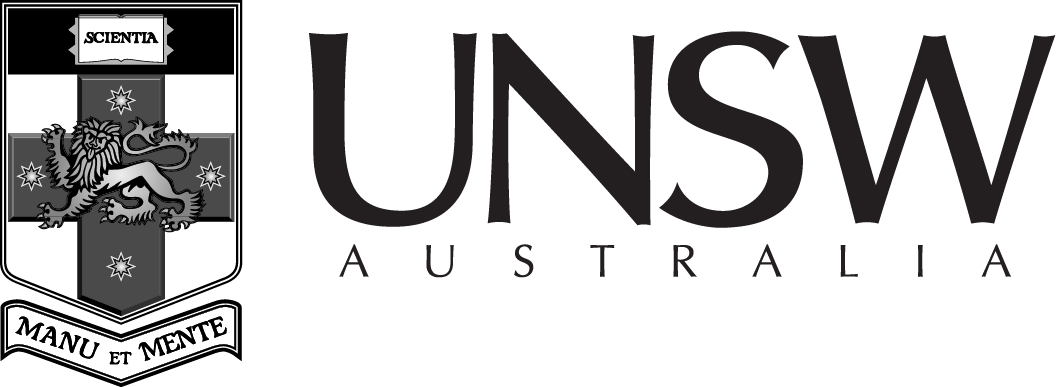 SCIENTIA
MANU ET MENTE
UNSW
AUSTRALIA